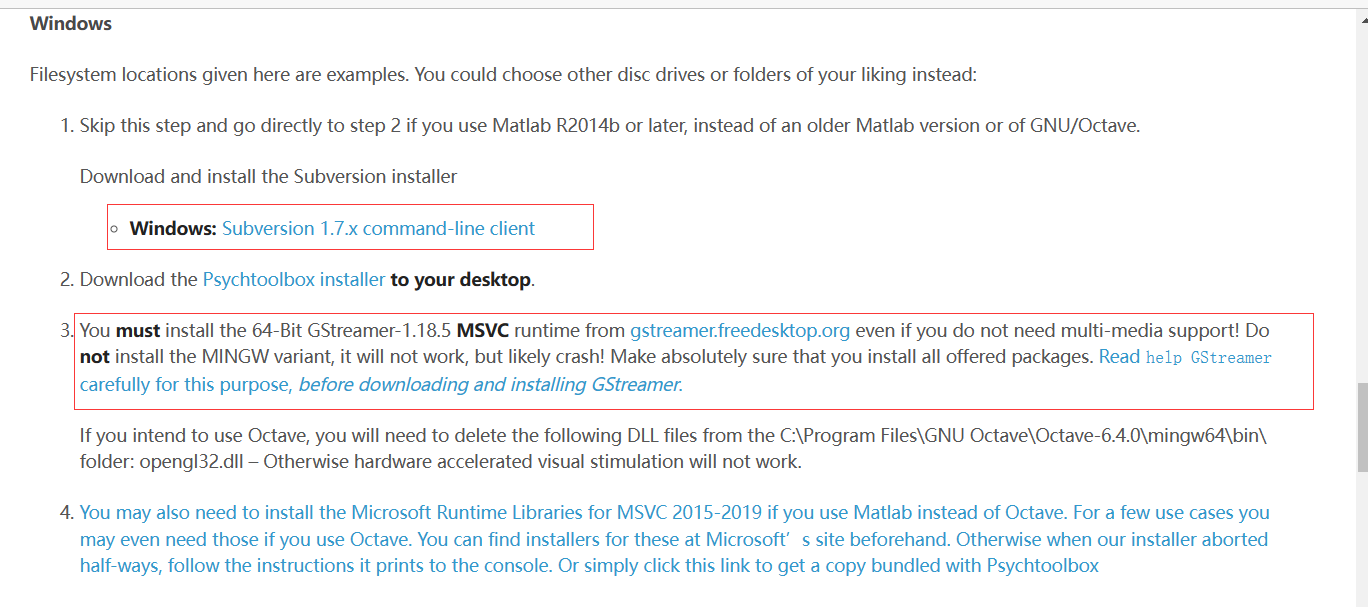 Windows
Filesystem locations given here are examples. You could choose other disc drives or folders of your liking instead:
1. Skip this step and go directly to step 2 if you use Matlab R2014b or later, instead of an older Matlab version or of GNU/Octave.
Download and install the Subversion installer
Windows: Subversion 1.7.x command-line client
2. Download the Psychtoolbox installer to your desktop.
3. You must install the 64-Bit GStreamer-1.18.5 MSVC runtime from gstreamer.freedesktop.org even if you do not need multi-media support! Do
not install the MINGW variant, it will not work, but likely crash! Make absolutely sure that you install all offered packages. Read help GStreamer
carefully for this purpose, before downloading and installing GStreamer.
If you intend to use Octave, you will need to delete the following DLL files from the C:\Program Files\GNU Octave\Octave-6.4.0\mingw64\bin\
folder: opengl32.dll – Otherwise hardware accelerated visual stimulation will not work.
4. You may also need to install the Microsoft Runtime Libraries for MSVC 2015-2019 if you use Matlab instead of Octave. For a few use cases you
may even need those if you use Octave. You can find installers for these at Microsoft’s site beforehand. Otherwise when our installer aborted
half-ways, follow the instructions it prints to the console. Or simply click this link to get a copy bundled with Psychtoolbox